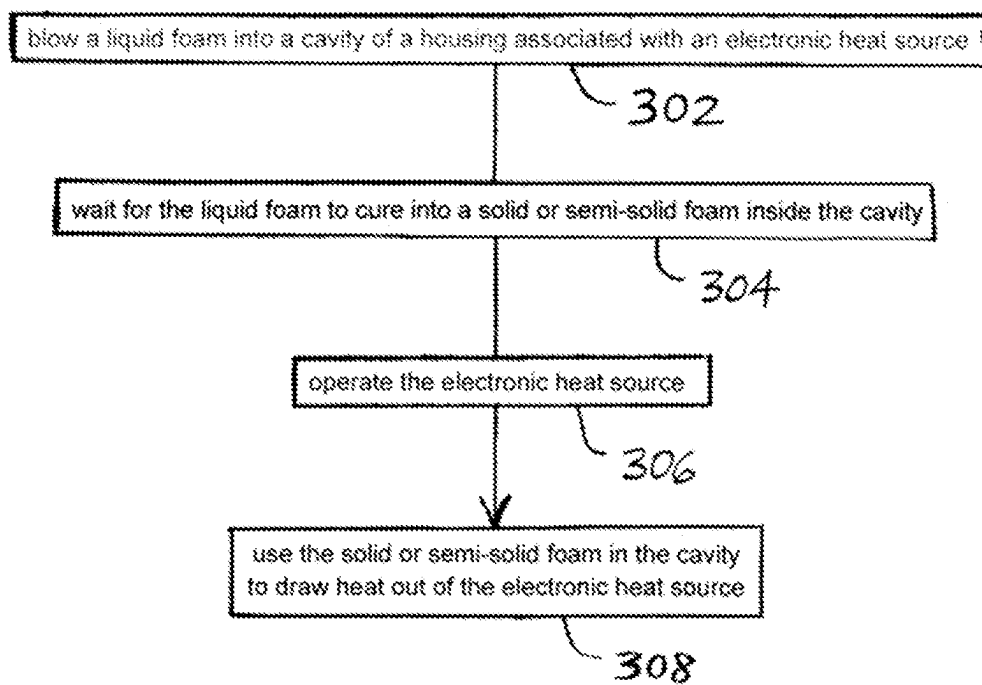 blow a liquid foam into a cavity of a housing associated with an electronic heat source
302
wait for the liquid foam to cure into a solid or semi-solid foam inside the cavity
304
operate the electronic heat source
306
use the solid or semi-solid foam in the cavity
to draw heat out of the electronic heat source
308